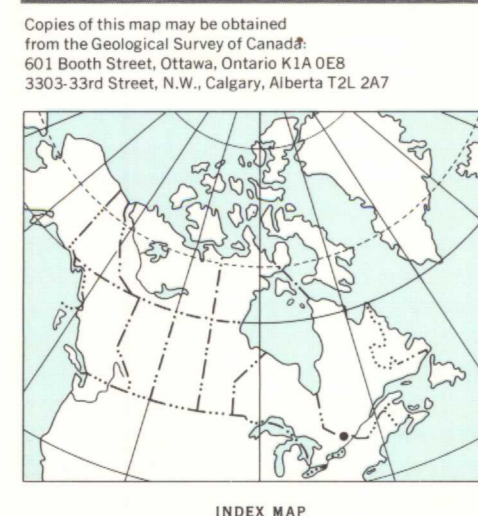 Copies of this map may be obtained
from the Geological Survey of Canada:
601 Booth Street, Ottawa, Ontario K1A 0E8
3303-33rd Street, N.W., Calgary, Alberta T2L 2A7
INDEX MAP